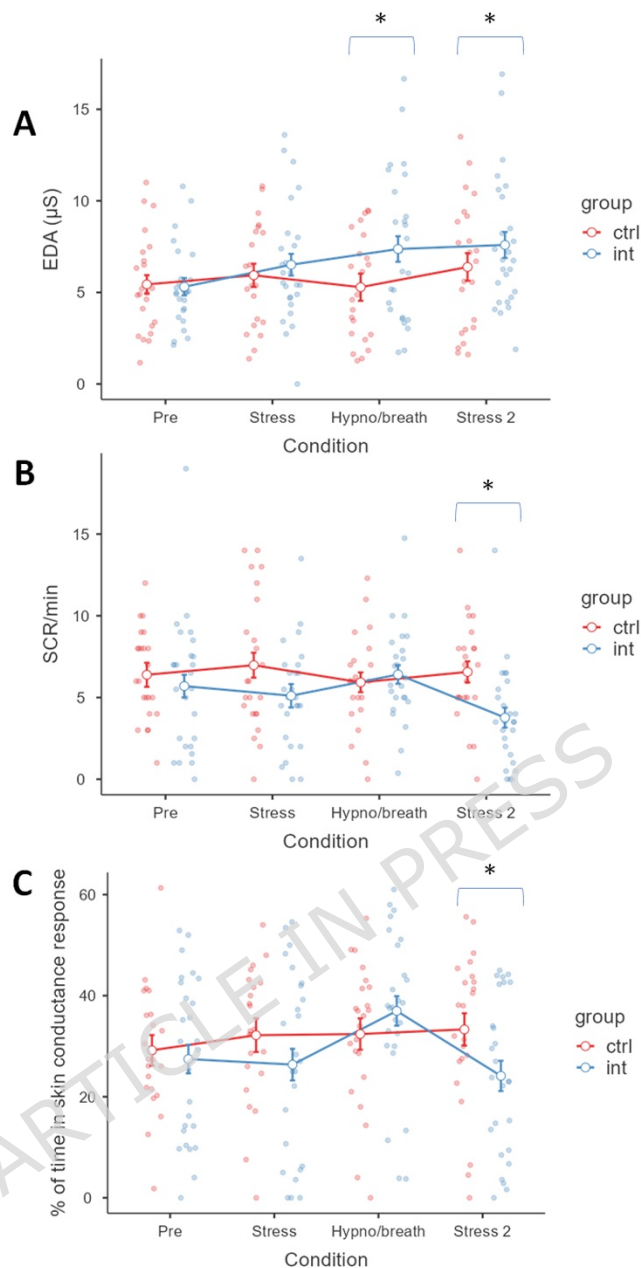 *
*
A
15
10
5
0
EDA (µS)
Pre
Stress
Hypno/breath
Stress 2
Condition
group
ctrl
int
B
*
15
10
5
0
SCR/min
Pre
Stress
Hypno/breath
Stress 2
Condition
group
ctrl
int
C
*
60
40
20
0
% of time in skin conductance response
Pre
Stress
Hypno/breath
Stress 2
Condition
group
ctrl
int
ARTICLE IN PRESS